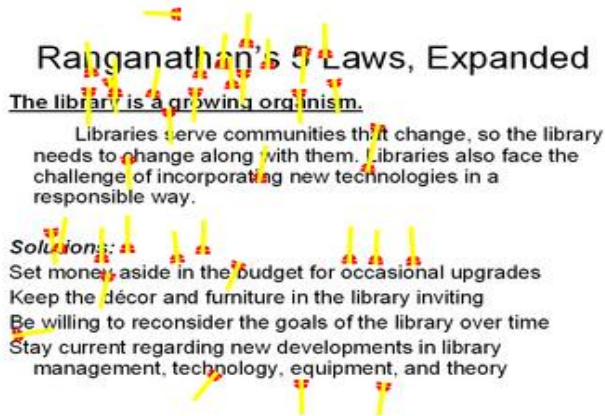 Ranganathan's 5 Laws, Expanded
The library is a growing organism.
Libraries serve communities that change, so the library
needs to change along with them. Libraries also face the
challenge of incorporating new technologies in a
responsible way.
Solutions:
Set money aside in the budget for occasional upgrades
Keep the décor and furniture in the library inviting
Be willing to reconsider the goals of the library over time
Stay current regarding new developments in library
management, technology, equipment, and theory